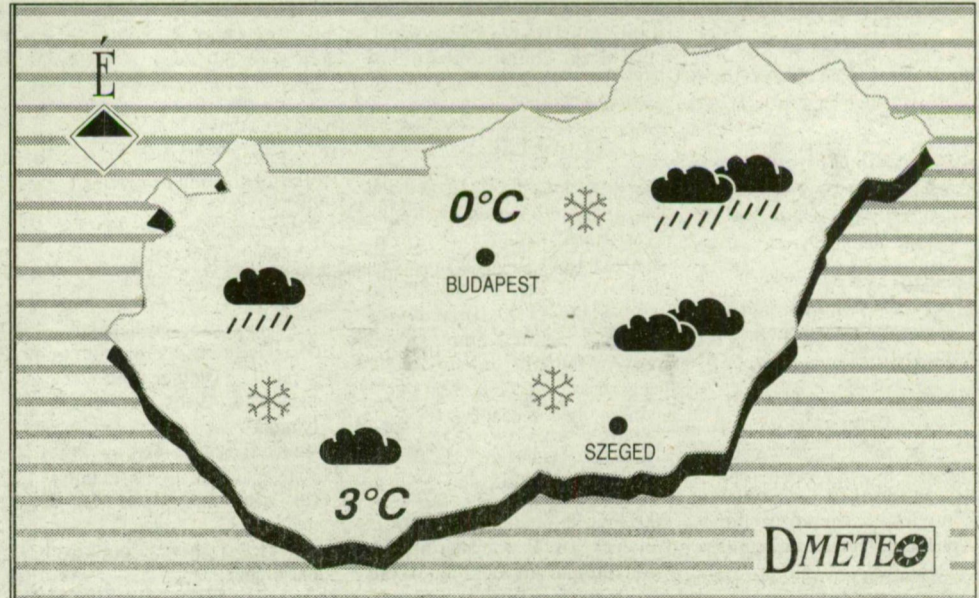 É
0°C
BUDAPEST
SZEGED
3°C
DMETEO